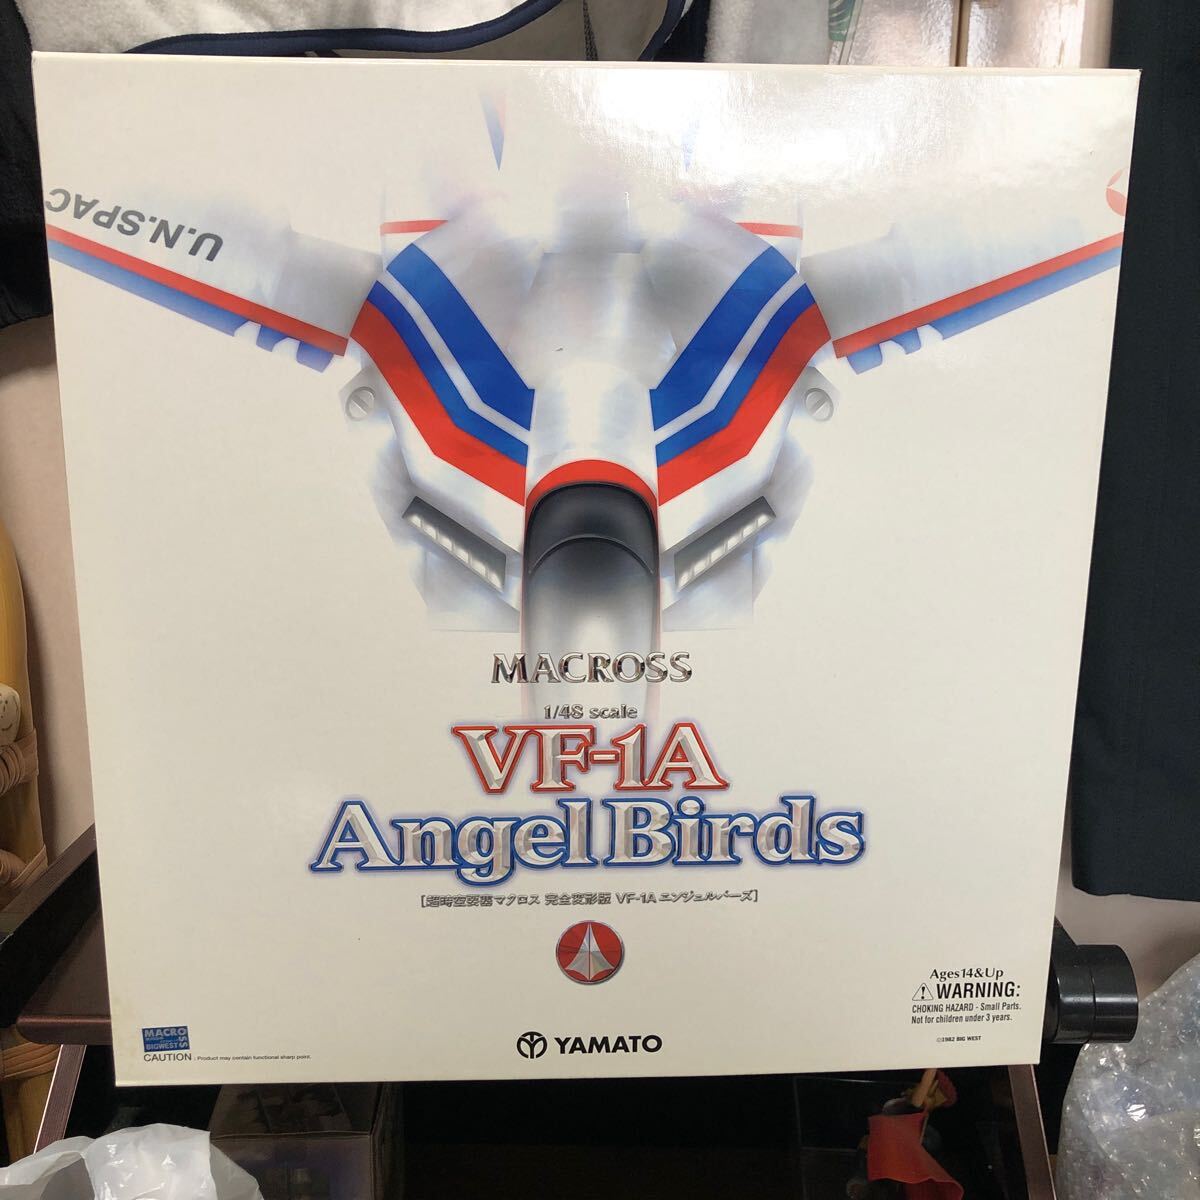 U.N.SPAC
MACROSS
1/48 scale
VF-1A
Angel Birds
[超時空要塞マクロス 完全変形版 VF-1A エンジェルバーズ]
Ages14&Up
WARNING:
CHOKING HAZARD - Small Parts.
Not for children under 3 years.
©1982 BIG WEST
MACRO
SS
BIGWEST
CAUTION : Product may contain functional sharp point.
YAMATO